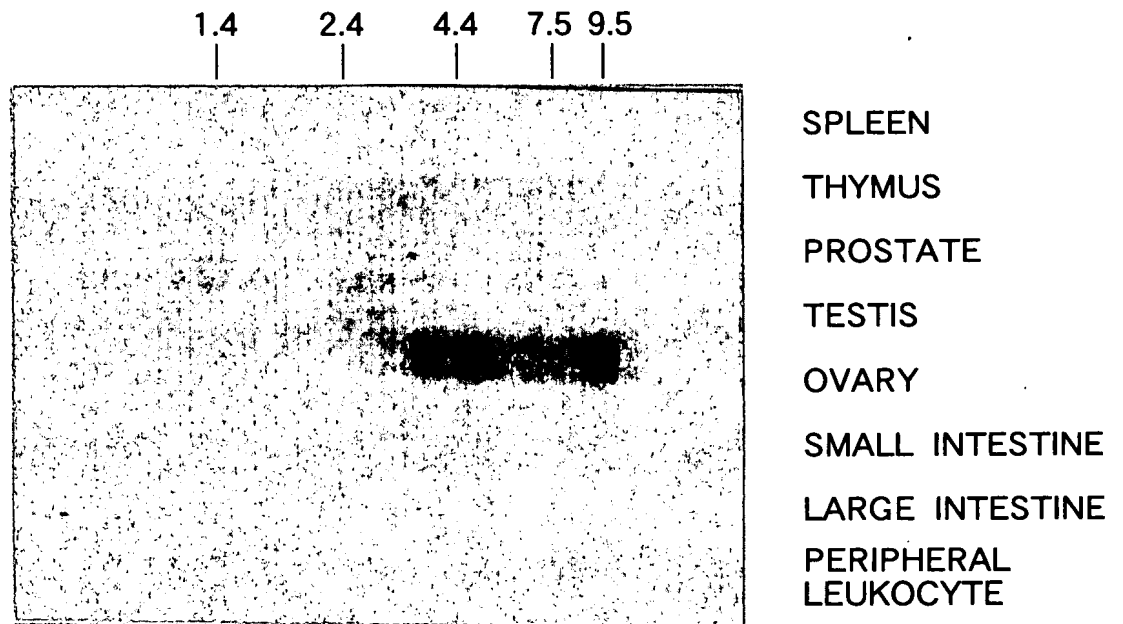 1.4 2.4 4.4 7.5 9.5
SPLEEN
THYMUS
PROSTATE
TESTIS
OVARY
SMALL INTESTINE
LARGE INTESTINE
PERIPHERAL
LEUKOCYTE